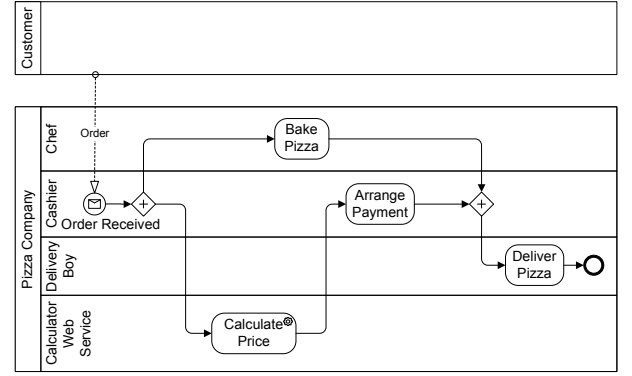 Customer
Order
Pizza Company
Chef
Bake
Pizza
Cashier
Order Received
Arrange
Payment
Delivery
Boy
Deliver
Pizza
Calculator
Web
Service
Calculate
Price